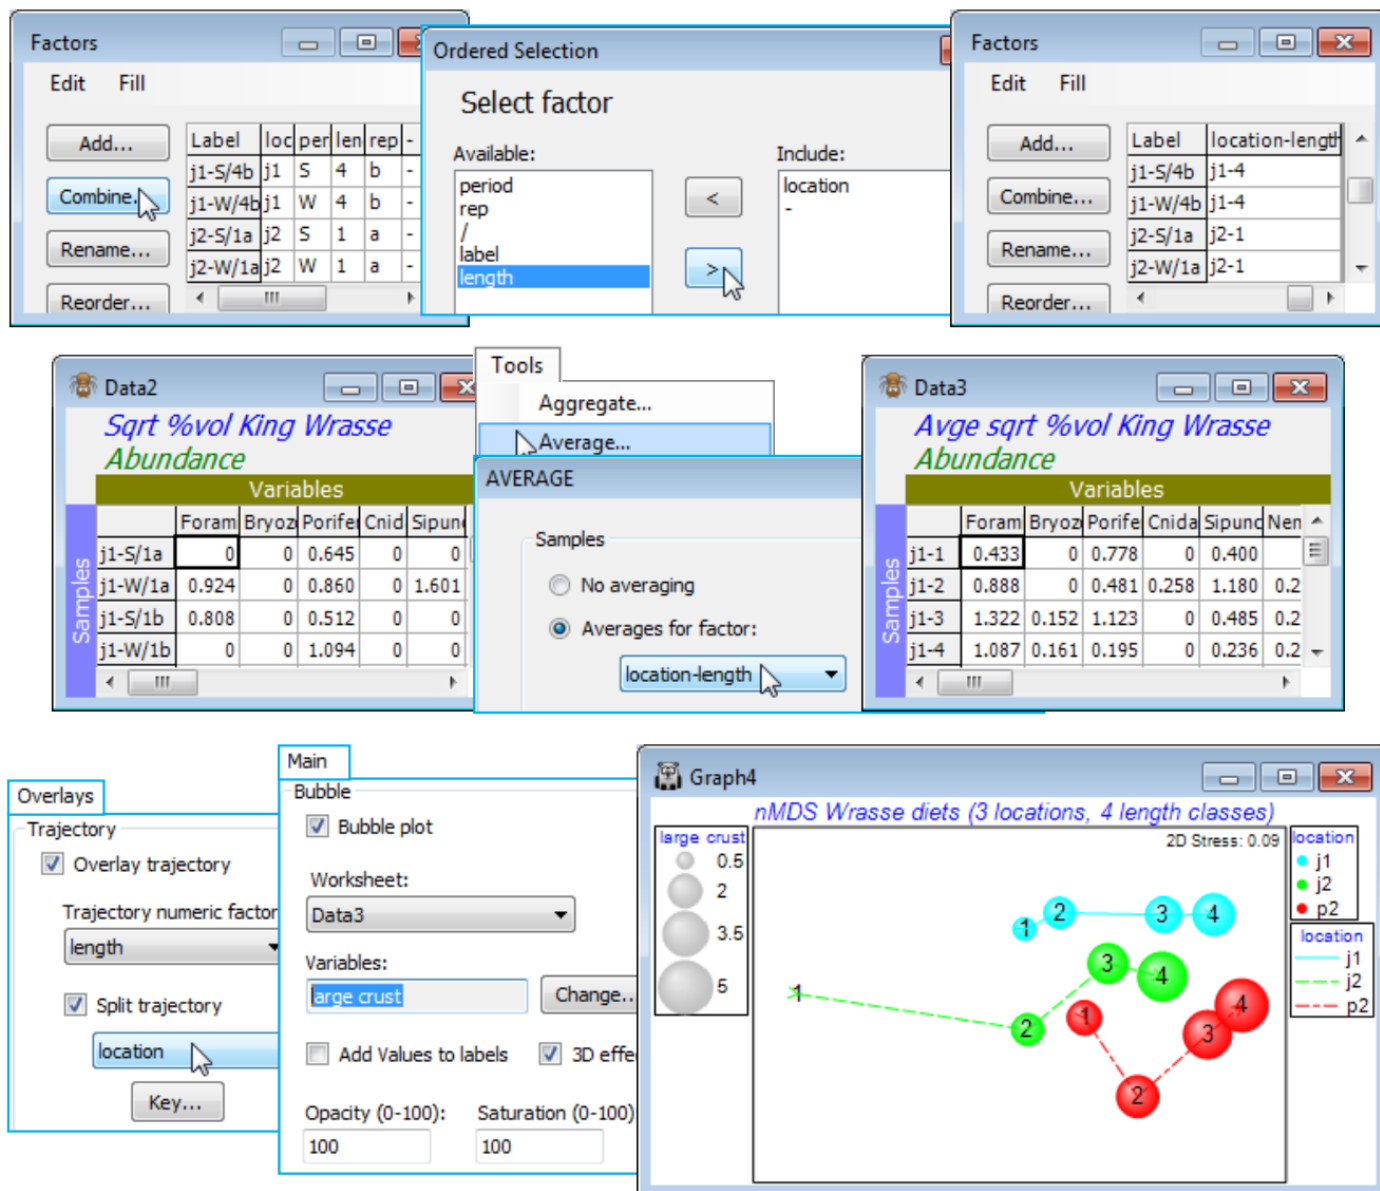 Factors
Edit Fill
Add...
Combine...
Rename...
Reorder...
Label loc per len rep -
j1-S/4b j1 S 4 b -
j1-W/4b j1 W 4 b -
j2-S/1a j2 S 1 a -
j2-W/1a j2 W 1 a -
Ordered Selection
Select factor
Available:
period
rep
/
label
length
<
>
Include:
location
-
Factors
Edit Fill
Add...
Combine...
Rename...
Reorder...
Label location-length
j1-S/4b j1-4
j1-W/4b j1-4
j2-S/1a j2-1
j2-W/1a j2-1
Data2
Sqrt %vol King Wrasse
Abundance
Variables
Samples
Foram Bryoz Porife Cnid Sipun
j1-S/1a 0 0 0.645 0 0
j1-W/1a 0.924 0 0.860 0 1.601
j1-S/1b 0.808 0 0.512 0 0
j1-W/1b 0 0 1.094 0 0
Tools
Aggregate...
Average...
AVERAGE
Samples
No averaging
Averages for factor:
location-length
Data3
Avge sqrt %vol King Wrasse
Abundance
Variables
Samples
Foram Bryoz Porife Cnida Sipunc Nen
j1-1 0.433 0 0.778 0 0.400
j1-2 0.888 0 0.481 0.258 1.180 0.2
j1-3 1.322 0.152 1.123 0 0.485 0.2
j1-4 1.087 0.161 0.195 0 0.236 0.2
Overlays
Trajectory
Overlay trajectory
Trajectory numeric factor
length
Split trajectory
location
Key...
Main
Bubble
Bubble plot
Worksheet:
Data3
Variables:
large crust
Change..
Add Values to labels
3D effe
Opacity (0-100): Saturation (0-100)
100 100
Graph4
nMDS Wrasse diets (3 locations, 4 length classes)
large crust
0.5
2
3.5
5
2D Stress: 0.09
location
j1
j2
p2
location
j1
j2
p2
1 2 3 4
1 2 3 4
1 2 3 4